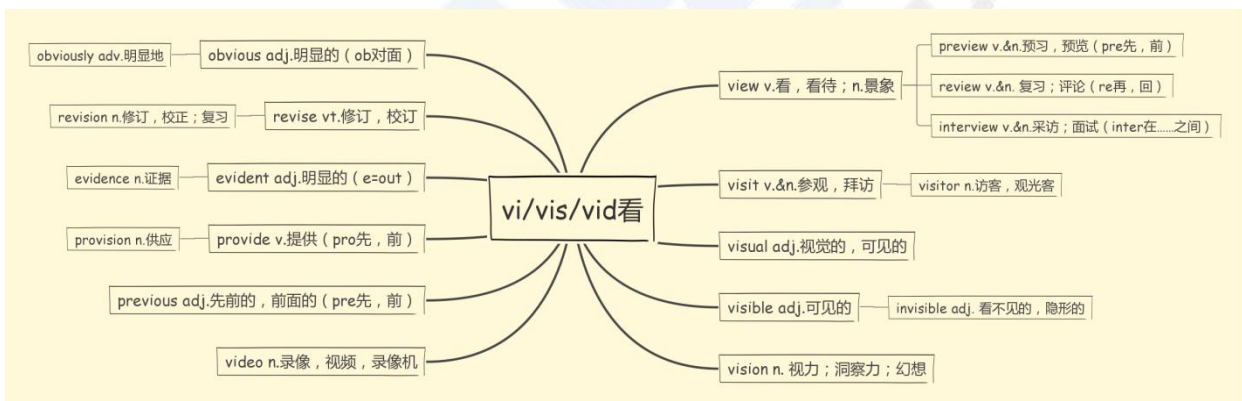 vi/vis/vid看
view v.看，看待；n.景象
preview v.&n.预习，预览（pre先，前）
review v.&n. 复习；评论（re再，回）
interview v.&n.采访；面试（inter在……之间）
visit v.&n.参观，拜访
visitor n.访客，观光客
visual adj.视觉的，可见的
visible adj.可见的
invisible adj. 看不见的，隐形的
vision n. 视力；洞察力；幻想
obvious adj.明显的（ob对面）
obviously adv.明显地
revise vt.修订，校订
revision n.修订，校正；复习
evident adj.明显的（e=out）
evidence n.证据
provide v.提供（pro先，前）
provision n.供应
previous adj.先前的，前面的（pre先，前）
video n.录像，视频，录像机